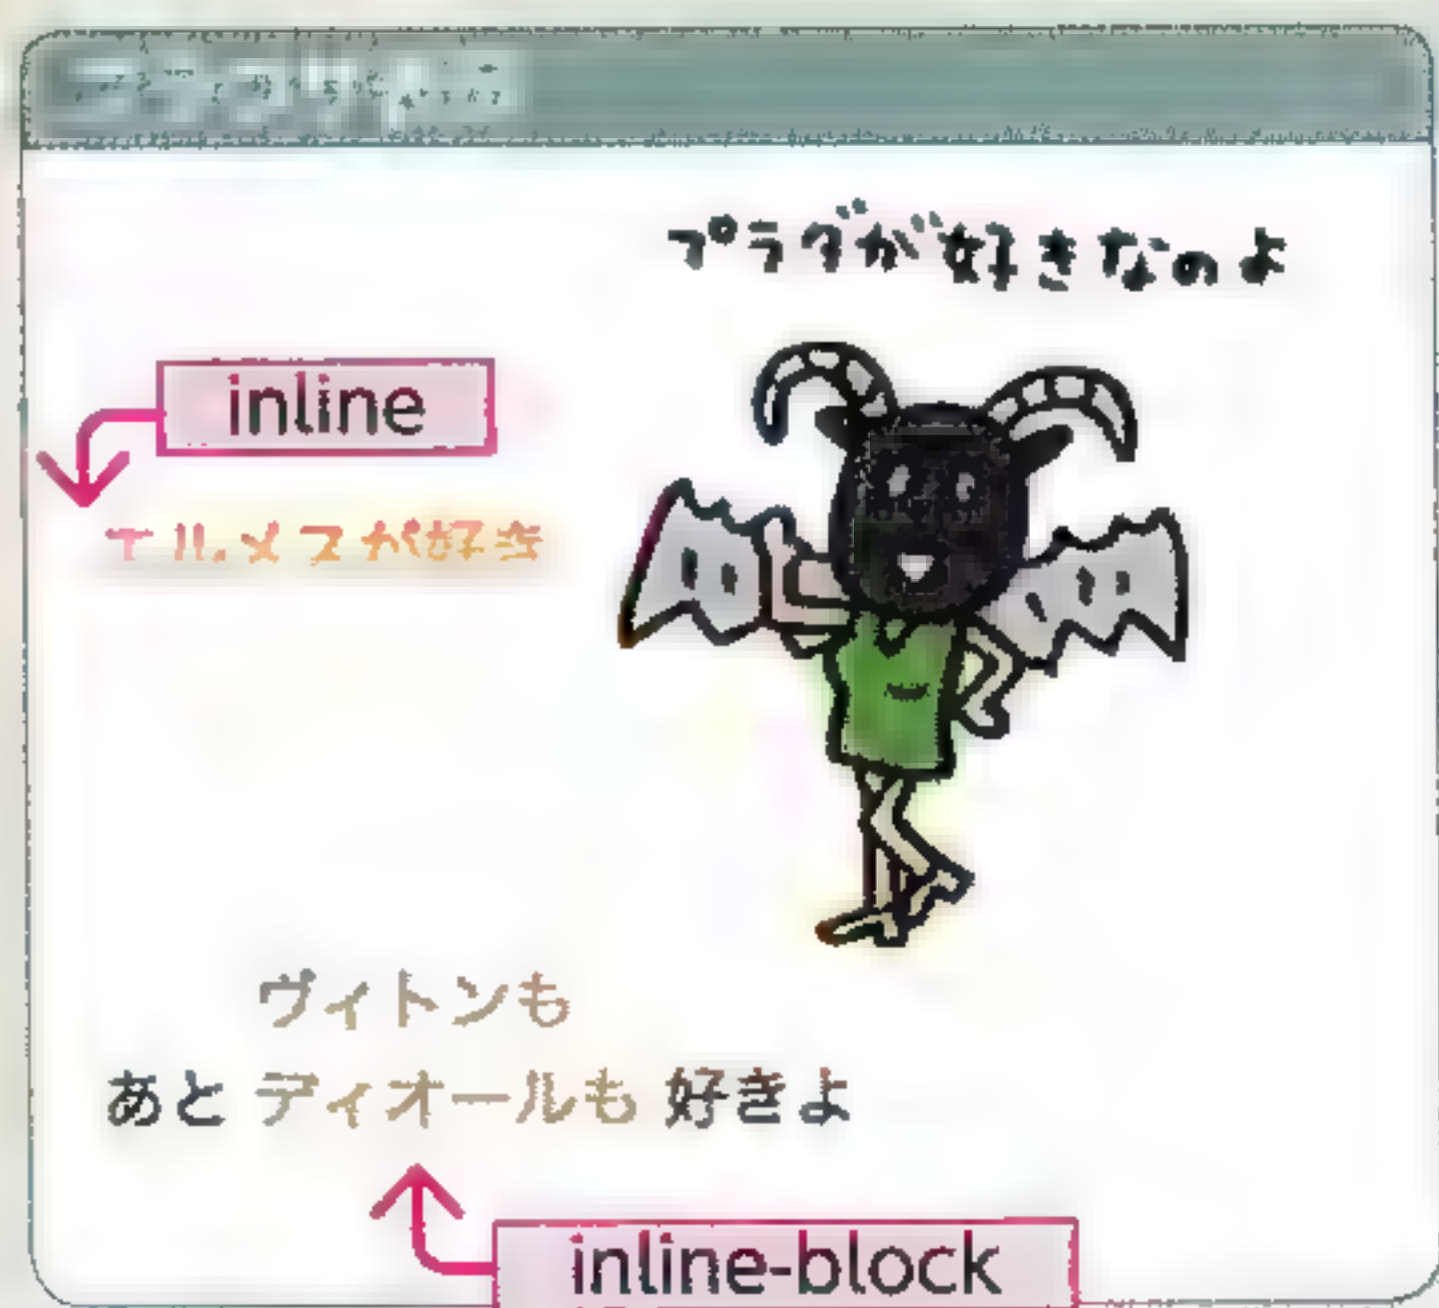 プラダが好きなのよ
inline
エルメスが好き
ヴィトンも
あと ディオールも 好きよ
inline-block